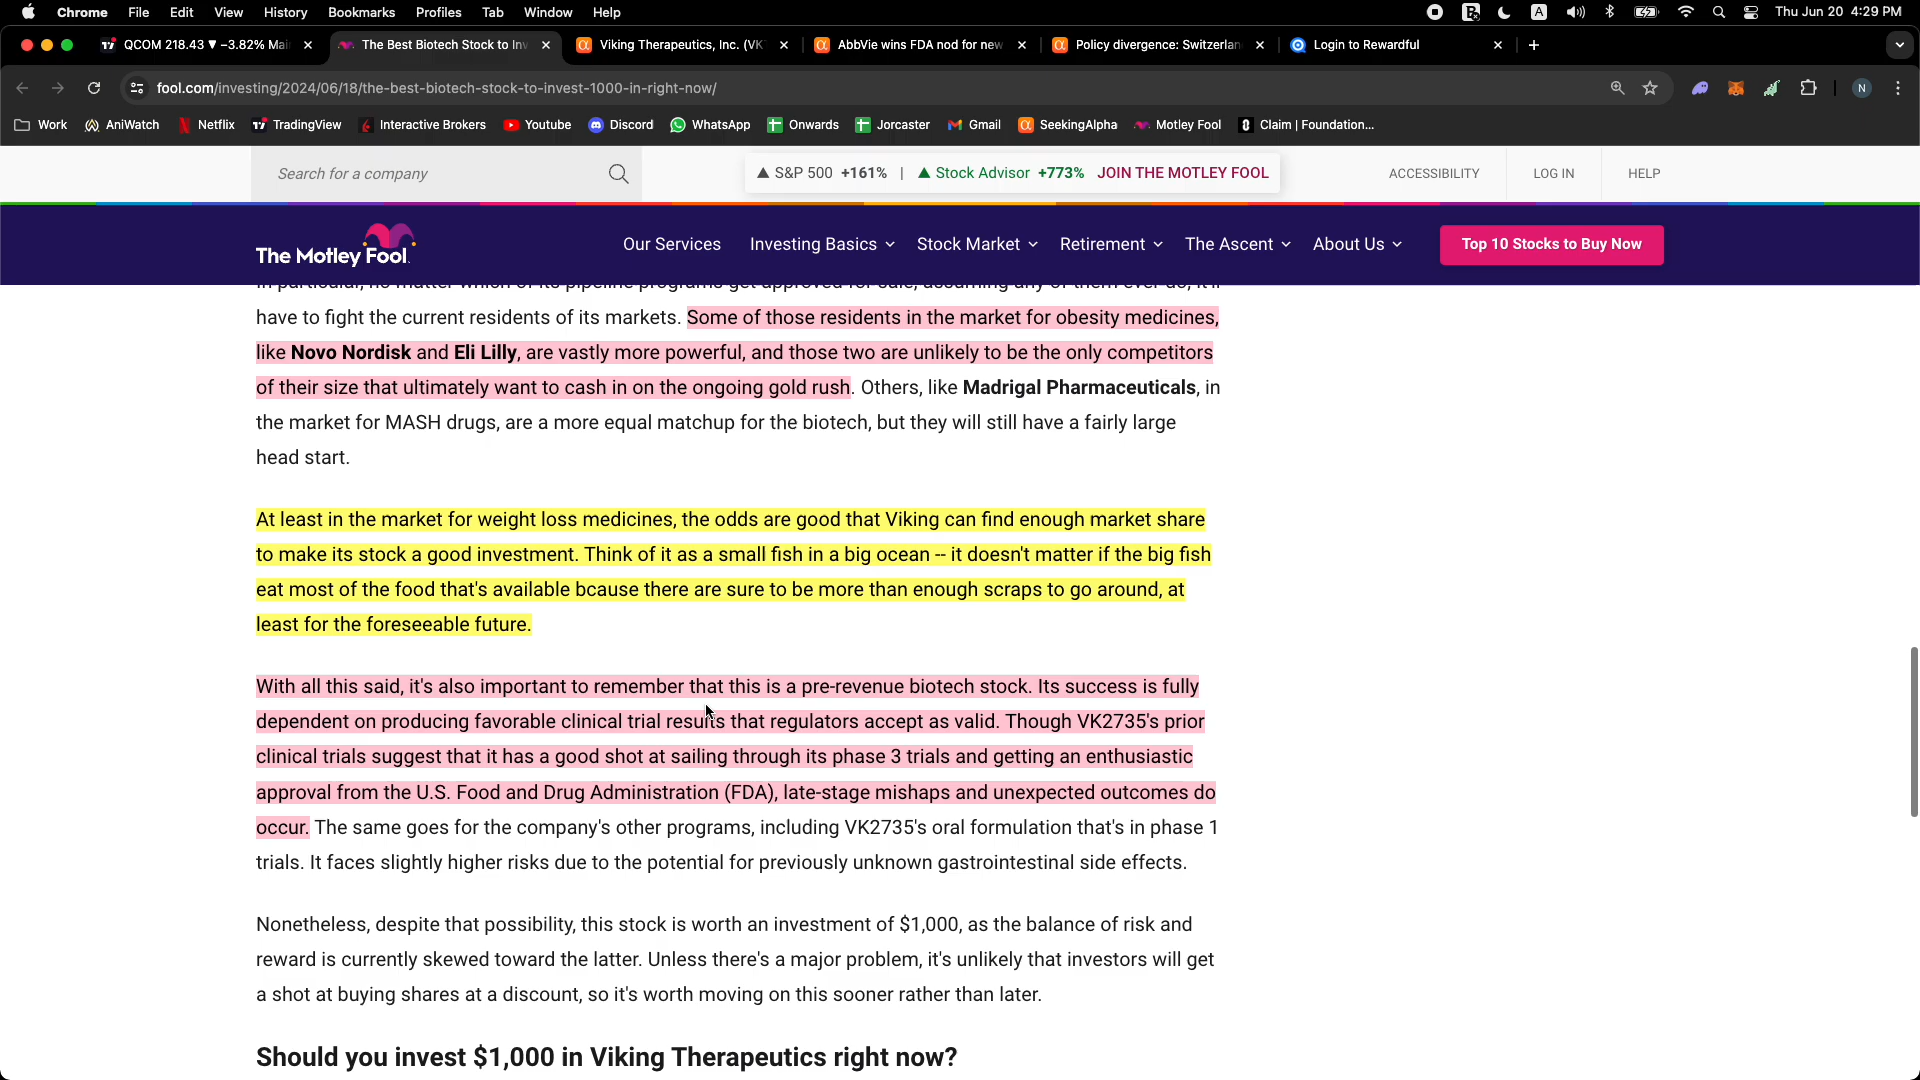 Chrome File Edit View History Bookmarks Profiles Tab Window Help A Thu Jun 20 4:29 PM
QCOM 218.43 ▼ −3.82% Mai The Best Biotech Stock to Inv Viking Therapeutics, Inc. (VK AbbVie wins FDA nod for new Policy divergence: Switzerlan Login to Rewardful
fool.com/investing/2024/06/18/the-best-biotech-stock-to-invest-1000-in-right-now/ N
Work AniWatch Netflix TradingView Interactive Brokers Youtube Discord WhatsApp Onwards Jorcaster Gmail SeekingAlpha Motley Fool Claim | Foundation...
Search for a company ▲ S&P 500 +161% | ▲ Stock Advisor +773% JOIN THE MOTLEY FOOL ACCESSIBILITY LOG IN HELP
The Motley Fool. Our Services Investing Basics Stock Market Retirement The Ascent About Us Top 10 Stocks to Buy Now
In particular, no matter which of its pipeline programs get approved for sale, assuming any of them ever do, it'll
have to fight the current residents of its markets. Some of those residents in the market for obesity medicines,
like Novo Nordisk and Eli Lilly, are vastly more powerful, and those two are unlikely to be the only competitors
of their size that ultimately want to cash in on the ongoing gold rush. Others, like Madrigal Pharmaceuticals, in
the market for MASH drugs, are a more equal matchup for the biotech, but they will still have a fairly large
head start.
At least in the market for weight loss medicines, the odds are good that Viking can find enough market share
to make its stock a good investment. Think of it as a small fish in a big ocean -- it doesn't matter if the big fish
eat most of the food that's available bcause there are sure to be more than enough scraps to go around, at
least for the foreseeable future.
With all this said, it's also important to remember that this is a pre-revenue biotech stock. Its success is fully
dependent on producing favorable clinical trial results that regulators accept as valid. Though VK2735's prior
clinical trials suggest that it has a good shot at sailing through its phase 3 trials and getting an enthusiastic
approval from the U.S. Food and Drug Administration (FDA), late-stage mishaps and unexpected outcomes do
occur. The same goes for the company's other programs, including VK2735's oral formulation that's in phase 1
trials. It faces slightly higher risks due to the potential for previously unknown gastrointestinal side effects.
Nonetheless, despite that possibility, this stock is worth an investment of $1,000, as the balance of risk and
reward is currently skewed toward the latter. Unless there's a major problem, it's unlikely that investors will get
a shot at buying shares at a discount, so it's worth moving on this sooner rather than later.
Should you invest $1,000 in Viking Therapeutics right now?